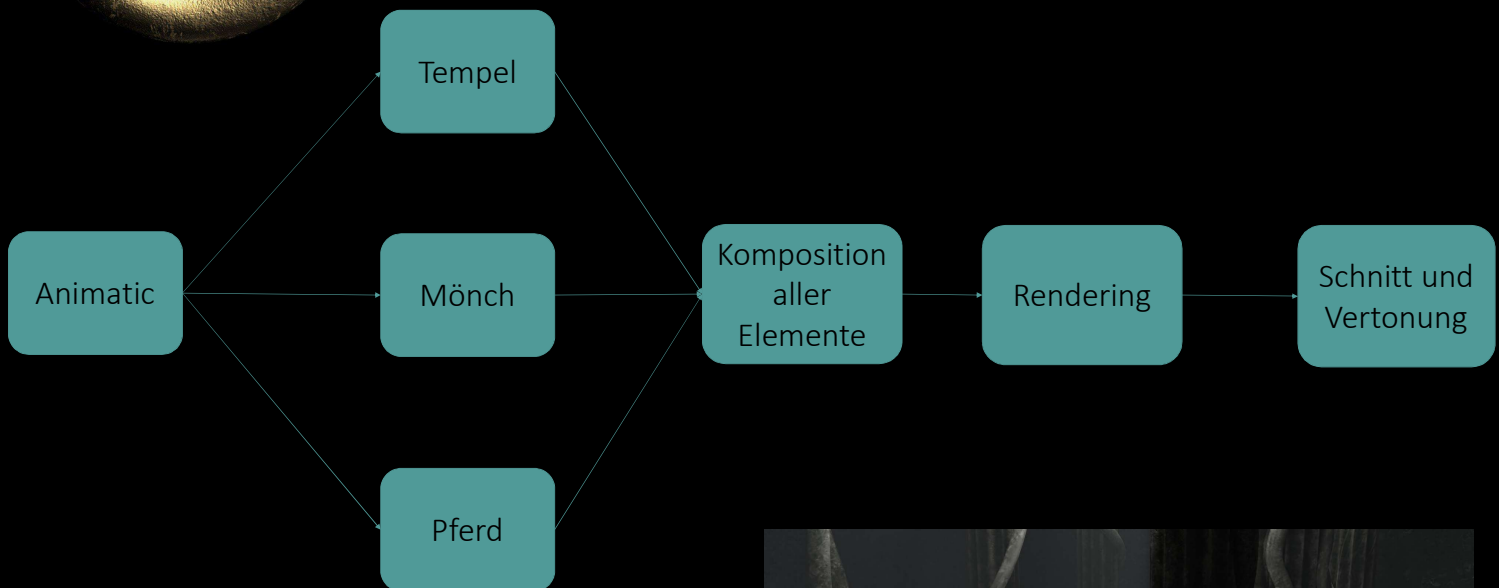 Animatic
Tempel
Mönch
Pferd
Komposition
aller
Elemente
Rendering
Schnitt und
Vertonung